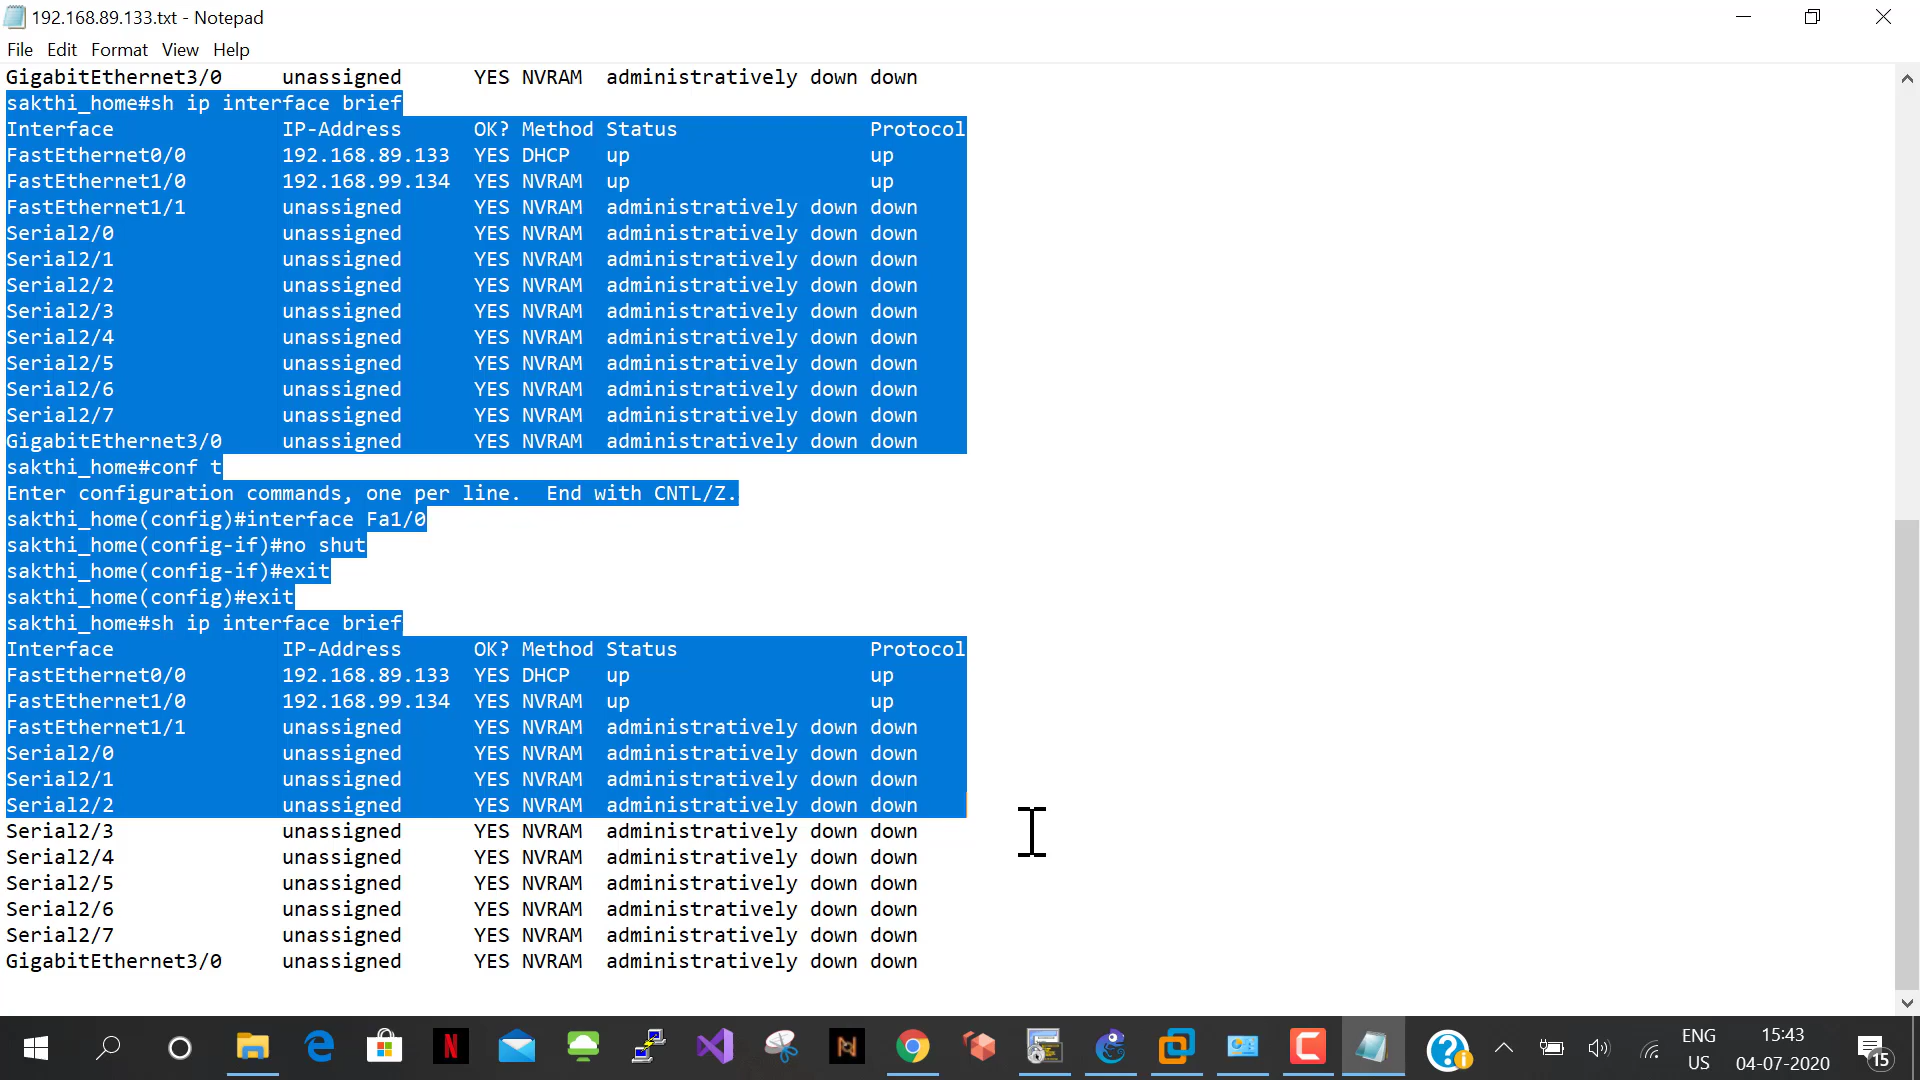 192.168.89.133.txt - Notepad
File Edit Format View Help
GigabitEthernet3/0     unassigned      YES NVRAM  administratively down down
sakthi_home#sh ip interface brief
Interface              IP-Address      OK? Method Status                Protocol
FastEthernet0/0        192.168.89.133  YES DHCP   up                    up
FastEthernet1/0        192.168.99.134  YES NVRAM  up                    up
FastEthernet1/1        unassigned      YES NVRAM  administratively down down
Serial2/0              unassigned      YES NVRAM  administratively down down
Serial2/1              unassigned      YES NVRAM  administratively down down
Serial2/2              unassigned      YES NVRAM  administratively down down
Serial2/3              unassigned      YES NVRAM  administratively down down
Serial2/4              unassigned      YES NVRAM  administratively down down
Serial2/5              unassigned      YES NVRAM  administratively down down
Serial2/6              unassigned      YES NVRAM  administratively down down
Serial2/7              unassigned      YES NVRAM  administratively down down
GigabitEthernet3/0     unassigned      YES NVRAM  administratively down down
sakthi_home#conf t
Enter configuration commands, one per line.  End with CNTL/Z.
sakthi_home(config)#interface Fa1/0
sakthi_home(config-if)#no shut
sakthi_home(config-if)#exit
sakthi_home(config)#exit
sakthi_home#sh ip interface brief
Interface              IP-Address      OK? Method Status                Protocol
FastEthernet0/0        192.168.89.133  YES DHCP   up                    up
FastEthernet1/0        192.168.99.134  YES NVRAM  up                    up
FastEthernet1/1        unassigned      YES NVRAM  administratively down down
Serial2/0              unassigned      YES NVRAM  administratively down down
Serial2/1              unassigned      YES NVRAM  administratively down down
Serial2/2              unassigned      YES NVRAM  administratively down down
Serial2/3              unassigned      YES NVRAM  administratively down down
Serial2/4              unassigned      YES NVRAM  administratively down down
Serial2/5              unassigned      YES NVRAM  administratively down down
Serial2/6              unassigned      YES NVRAM  administratively down down
Serial2/7              unassigned      YES NVRAM  administratively down down
GigabitEthernet3/0     unassigned      YES NVRAM  administratively down down
ENG 15:43
US 04-07-2020 15